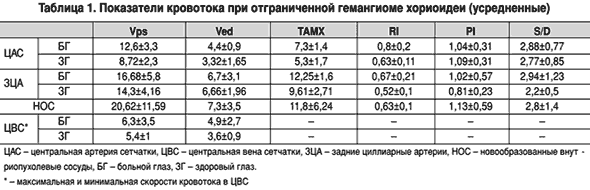 Таблица 1. Показатели кровотока при отграниченной гемангиоме хориоидеи (усредненные)
Vps Ved TAMX RI PI S/D
ЦАС БГ 12,6±3,3 4,4±0,9 7,3±1,4 0,8±0,2 1,04±0,31 2,88±0,77
ЗГ 8,72±2,3 3,32±1,65 5,3±1,7 0,63±0,11 1,09±0,31 2,77±0,85
ЗЦА БГ 16,68±5,8 6,7±3,1 12,25±1,6 0,67±0,21 1,02±0,57 2,94±1,23
ЗГ 14,3±4,16 6,66±1,96 9,61±2,71 0,52±0,1 0,81±0,23 2,2±0,5
НОС 20,62±11,59 7,3±3,5 11,8±6,24 0,63±0,1 1,13±0,59 2,8±1,4
ЦВС* БГ 6,3±3,5 4,9±2,7 – – – –
ЗГ 5,4±1 3,6±0,9 – – – –
ЦАС – центральная артерия сетчатки, ЦВС – центральная вена сетчатки, ЗЦА – задние цилиарные артерии, НОС – новообразованные внут -
риопухолевые сосуды, БГ – больной глаз, ЗГ – здоровый глаз.
* – максимальная и минимальная скорости кровотока в ЦВС